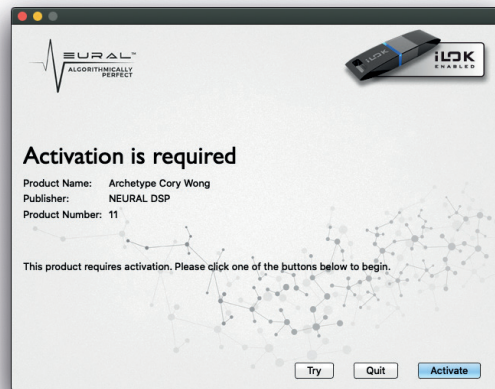 EURAL™
ALGORITHMICALLY
PERFECT
iLOK
iLOK
ENABLED
Activation is required
Product Name: Archetype Cory Wong
Publisher: NEURAL DSP
Product Number: 11
This product requires activation. Please click one of the buttons below to begin.
Try Quit Activate